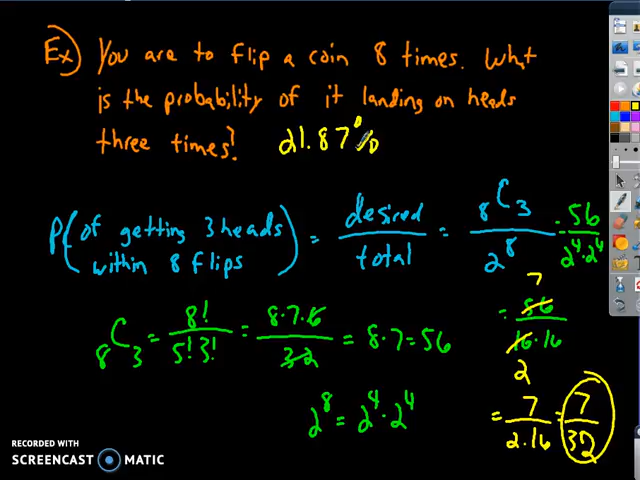 Ex) You are to flip a coin 8 times. What
is the probability of it landing on heads
three times? 21.87%
P(of getting 3 heads within 8 flips) = desired/total = 8C3/2^8 = 56/2^4·2^4
7
= 56/16·16
2
8C3 = 8!/5!3! = 8·7·6/3·2 = 8·7 = 56
2^8 = 2^4 · 2^4
= 7/2·16 = 7/32
RECORDED WITH
SCREENCAST MATIC